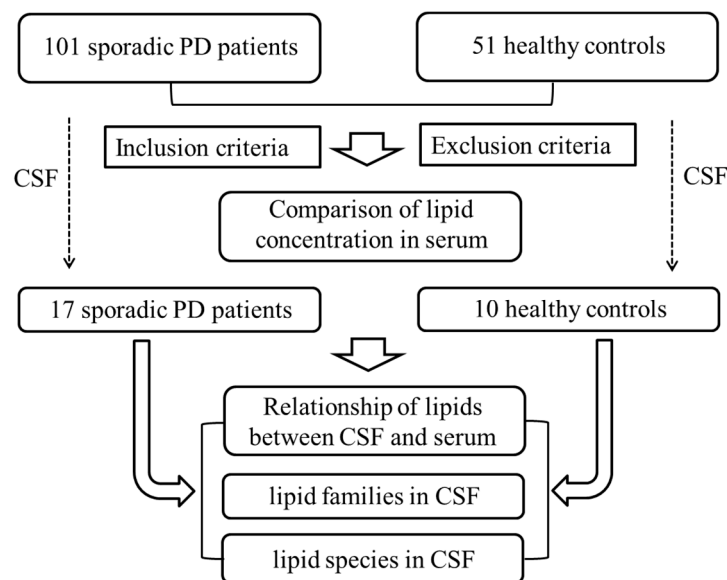 101 sporadic PD patients
51 healthy controls
Inclusion criteria
Exclusion criteria
CSF
CSF
Comparison of lipid
concentration in serum
17 sporadic PD patients
10 healthy controls
Relationship of lipids
between CSF and serum
lipid families in CSF
lipid species in CSF